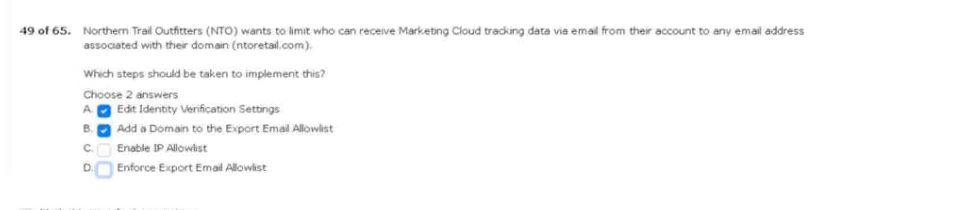 49 of 65. Northern Trail Outfitters (NTO) wants to limit who can receive Marketing Cloud tracking data via email from their account to any email address
associated with their domain (ntoretail.com).
Which steps should be taken to implement this?
Choose 2 answers
A. Edit Identity Verification Settings
B. Add a Domain to the Export Email Allowlist
C. Enable IP Allowlist
D. Enforce Export Email Allowlist